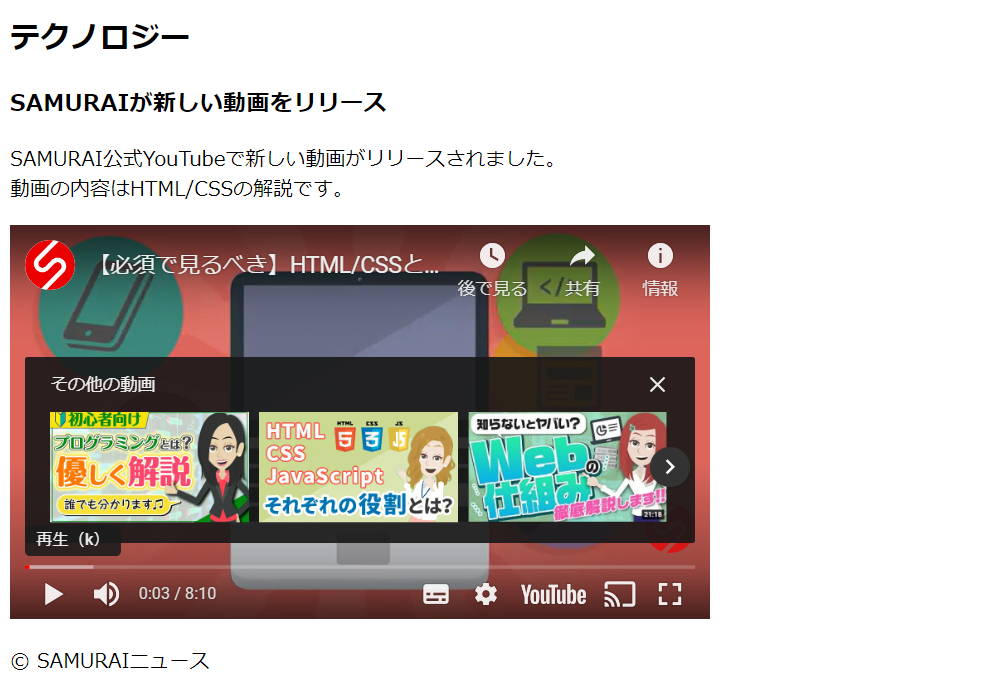 テクノロジー
SAMURAIが新しい動画をリリース
SAMURAI公式YouTubeで新しい動画がリリースされました。
動画の内容はHTML/CSSの解説です。
【必須で見るべき】HTML/CSSと...
後で見る
</>
共有
情報
その他の動画
初心者向け
プログラミングとは?
優しく解説
誰でも分かります♫
HTML
CSS
JavaScript
HTML CSS JS
5 3 JS
それぞれの役割とは?
知らないとヤバい?
Webの
仕組み
徹底解説します!!
21:18
再生（k）
0:03 / 8:10
YouTube
© SAMURAIニュース